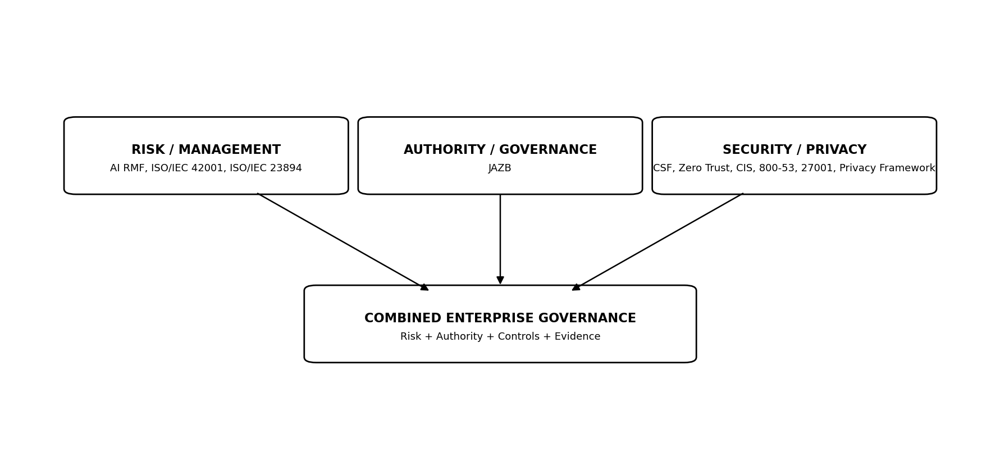 RISK / MANAGEMENT
AI RMF, ISO/IEC 42001, ISO/IEC 23894
AUTHORITY / GOVERNANCE
JAZB
SECURITY / PRIVACY
CSF, Zero Trust, CIS, 800-53, 27001, Privacy Framework
COMBINED ENTERPRISE GOVERNANCE
Risk + Authority + Controls + Evidence